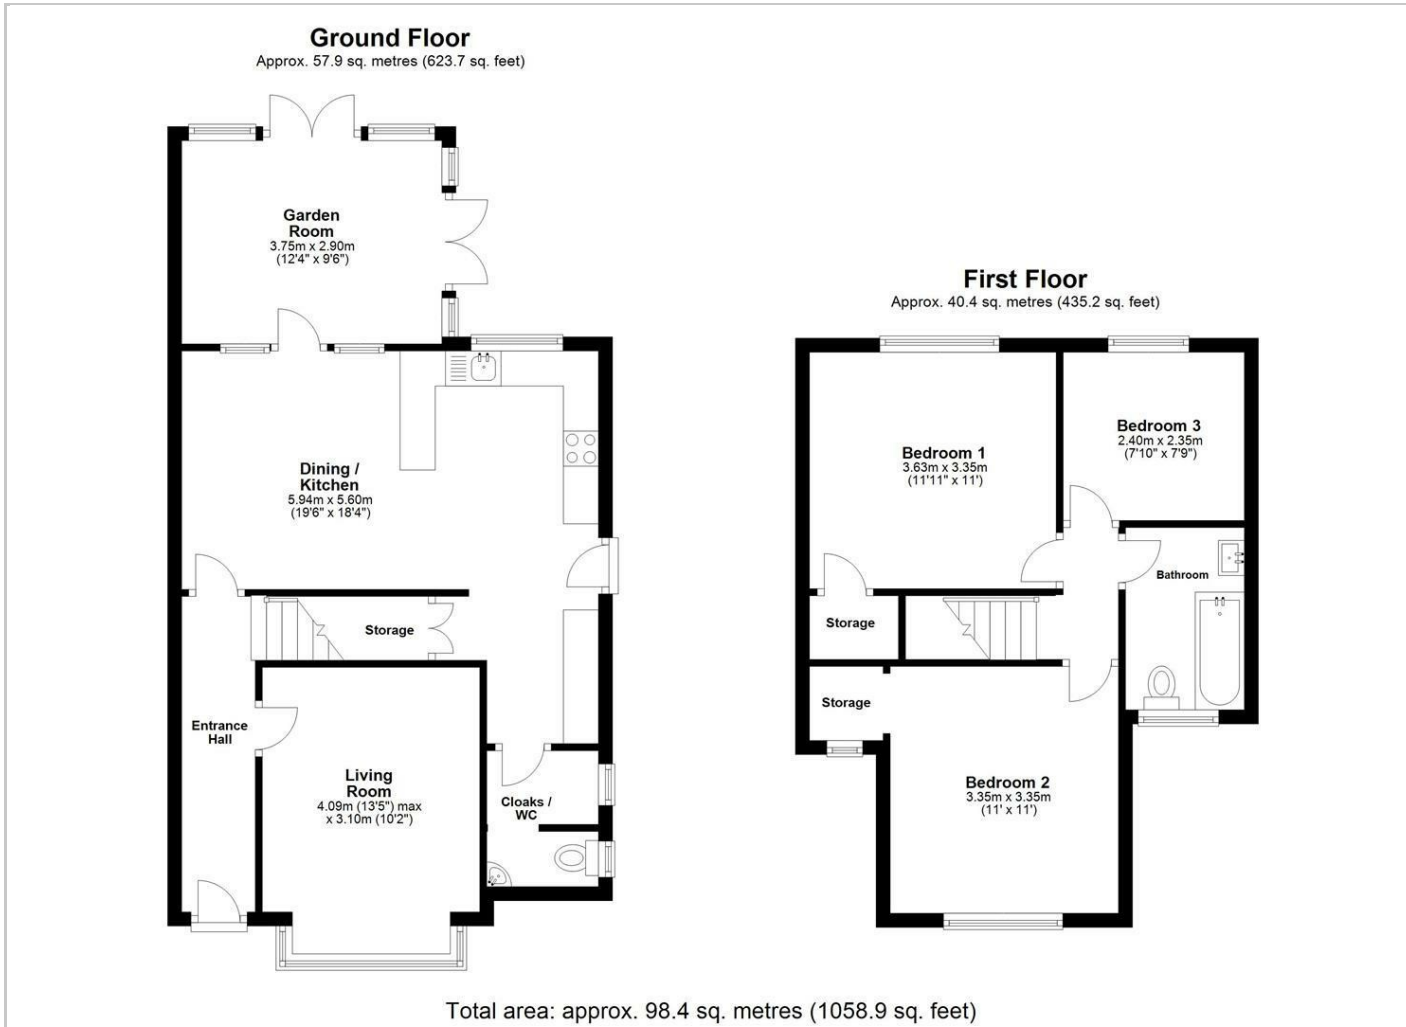 Ground Floor
Approx. 57.9 sq. metres (623.7 sq. feet)
Garden
Room
3.75m x 2.90m
(12'4" x 9'6")
Dining /
Kitchen
5.94m x 5.60m
(19'6" x 18'4")
Storage
Entrance
Hall
Living
Room
4.09m (13'5") max
x 3.10m (10'2")
Cloaks /
WC
First Floor
Approx. 40.4 sq. metres (435.2 sq. feet)
Bedroom 1
3.63m x 3.35m
(11'11" x 11')
Bedroom 3
2.40m x 2.35m
(7'10" x 7'9")
Bathroom
Storage
Storage
Bedroom 2
3.35m x 3.35m
(11' x 11')
Total area: approx. 98.4 sq. metres (1058.9 sq. feet)